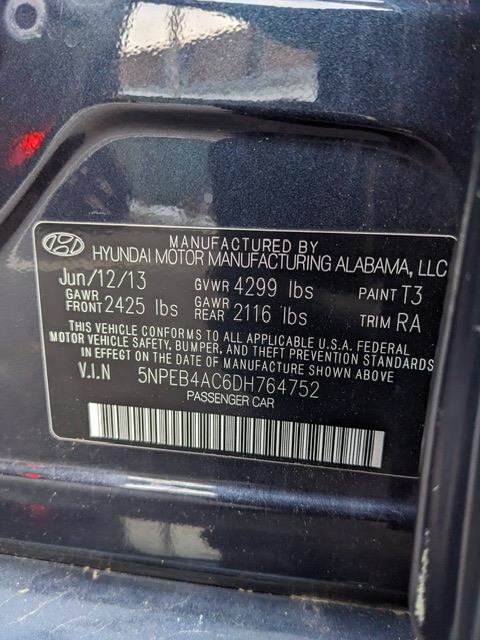 MANUFACTURED BY
HYUNDAI MOTOR MANUFACTURING ALABAMA, LLC
Jun/12/13 GVWR 4299 lbs PAINT T3
GAWR FRONT 2425 lbs GAWR REAR 2116 lbs TRIM RA
THIS VEHICLE CONFORMS TO ALL APPLICABLE U.S.A. FEDERAL
MOTOR VEHICLE SAFETY, BUMPER, AND THEFT PREVENTION STANDARDS
IN EFFECT ON THE DATE OF MANUFACTURE SHOWN ABOVE
V.I.N 5NPEB4AC6DH764752
PASSENGER CAR